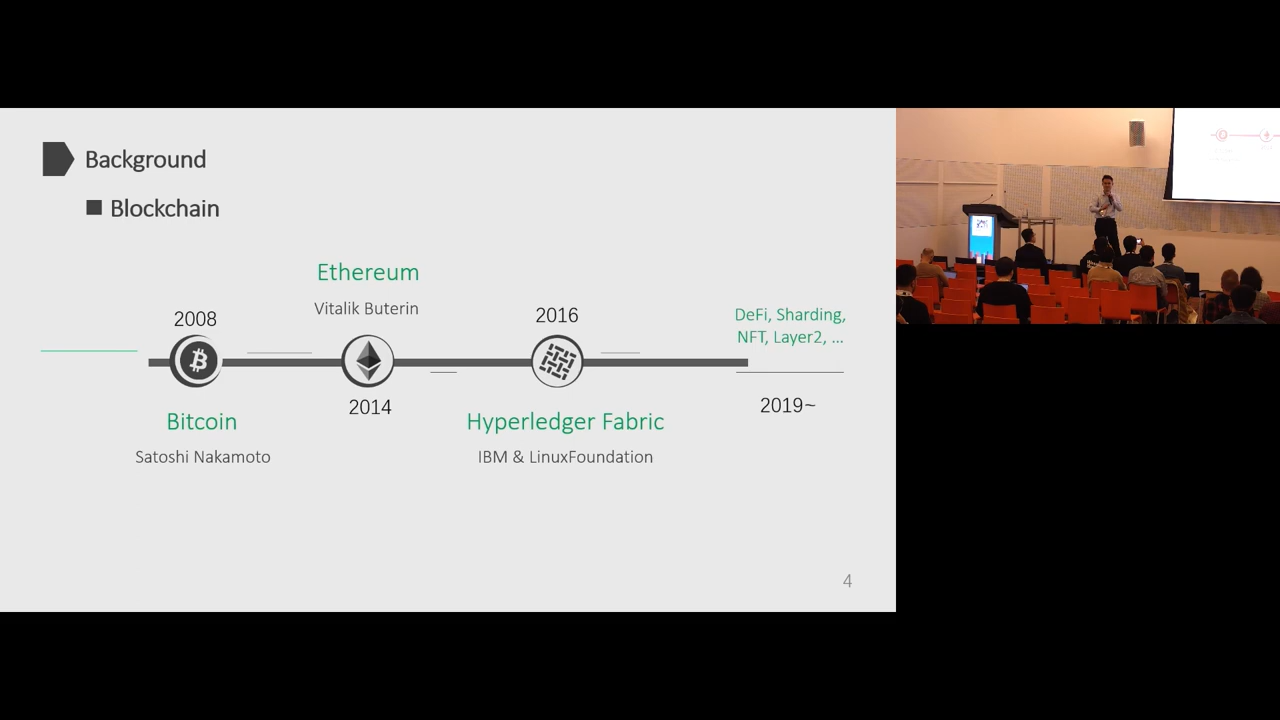 Background
Blockchain
Ethereum
Vitalik Buterin
2008
2016
DeFi, Sharding,
NFT, Layer2, ...
2014
2019~
Bitcoin
Hyperledger Fabric
Satoshi Nakamoto
IBM & LinuxFoundation
4